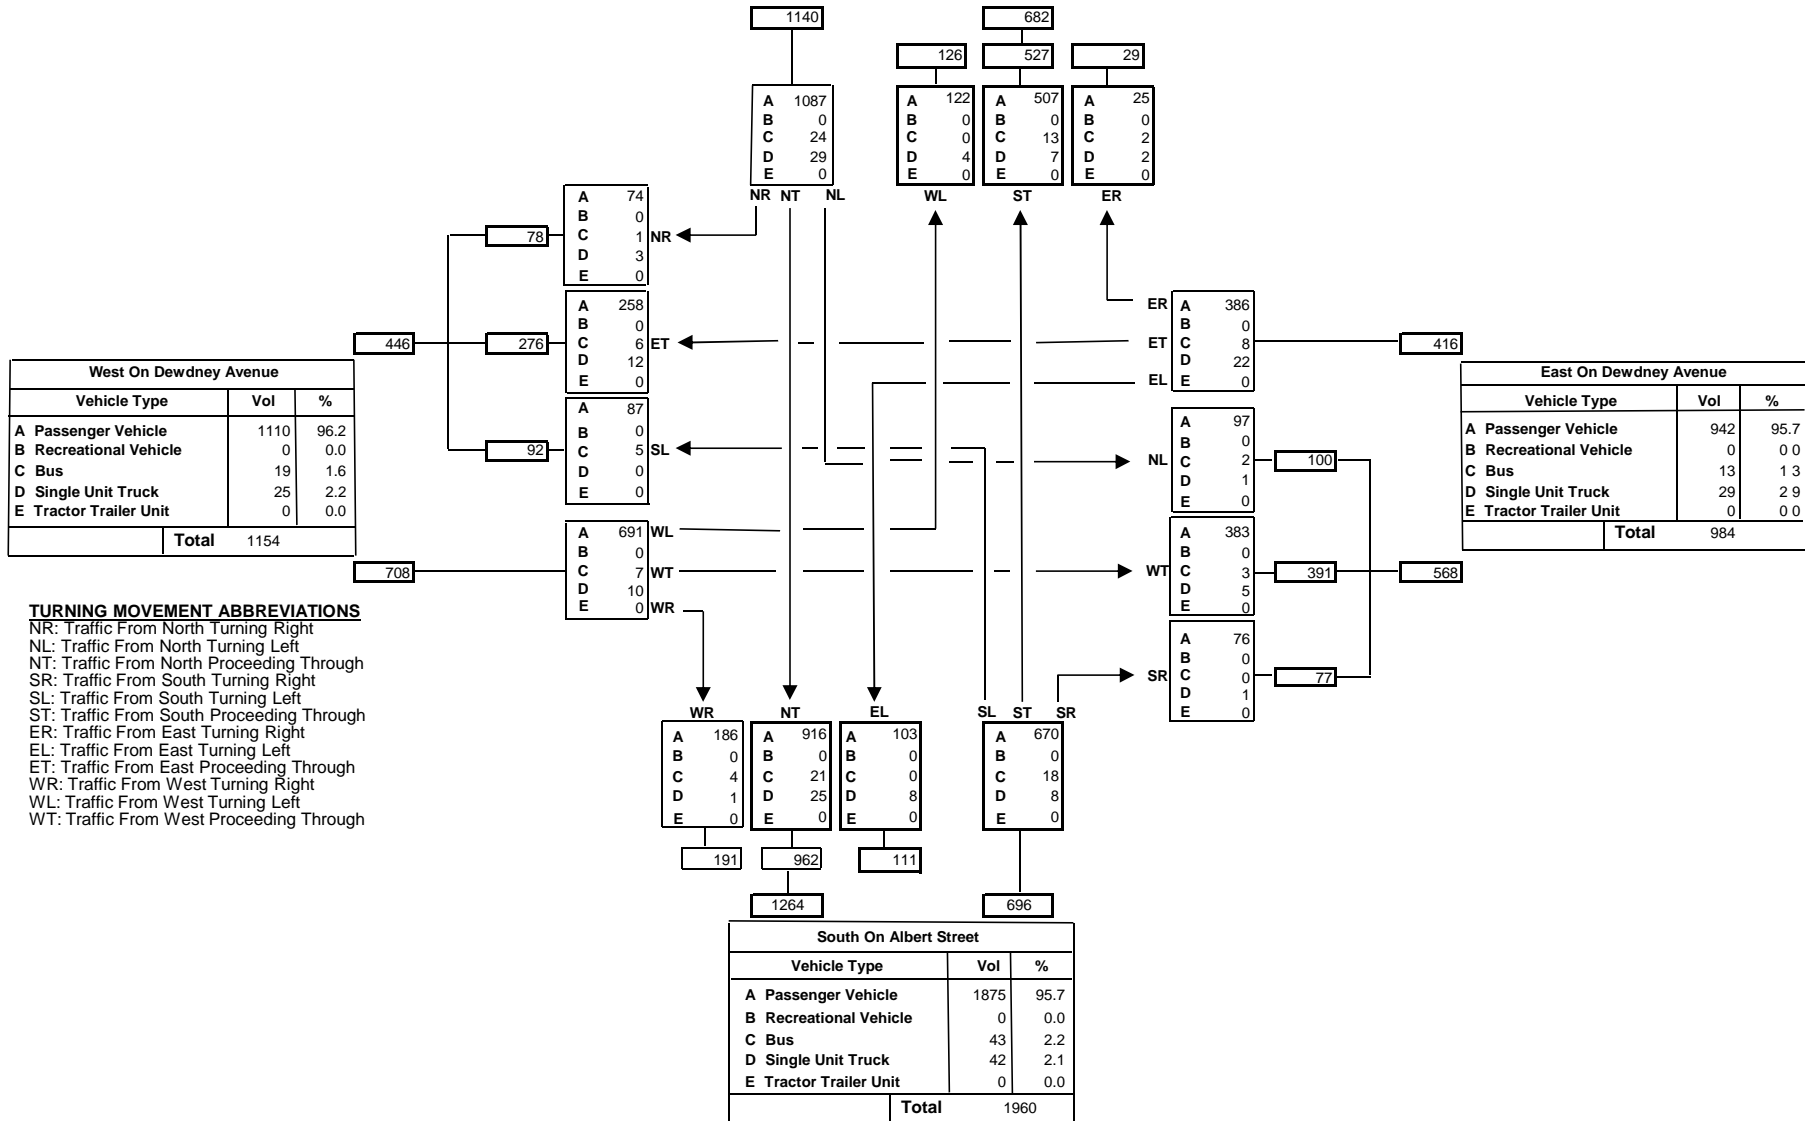 1140
682
126
527
29
A 1087
B 0
C 24
D 29
E 0
A 122
B 0
C 0
D 4
E 0
A 507
B 0
C 13
D 7
E 0
A 25
B 0
C 2
D 2
E 0
NR NT NL
WL
ST
ER
78
A 74
B 0
C 1
D 3
E 0
NR
446
276
A 258
B 0
C 6
D 12
E 0
ET
92
A 87
B 0
C 5
D 0
E 0
SL
708
A 691
B 0
C 7
D 10
E 0
WL
WT
WR
ER
ET
EL
A 386
B 0
C 8
D 22
E 0
416
NL
A 97
B 0
C 2
D 1
E 0
100
WT
A 383
B 0
C 3
D 5
E 0
391
568
SR
A 76
B 0
C 0
D 1
E 0
77
West On Dewdney Avenue
Vehicle Type Vol %
A Passenger Vehicle 1110 96.2
B Recreational Vehicle 0 0.0
C Bus 19 1.6
D Single Unit Truck 25 2.2
E Tractor Trailer Unit 0 0.0
Total 1154
East On Dewdney Avenue
Vehicle Type Vol %
A Passenger Vehicle 942 95.7
B Recreational Vehicle 0 0 0
C Bus 13 1 3
D Single Unit Truck 29 2 9
E Tractor Trailer Unit 0 0 0
Total 984
TURNING MOVEMENT ABBREVIATIONS
NR: Traffic From North Turning Right
NL: Traffic From North Turning Left
NT: Traffic From North Proceeding Through
SR: Traffic From South Turning Right
SL: Traffic From South Turning Left
ST: Traffic From South Proceeding Through
ER: Traffic From East Turning Right
EL: Traffic From East Turning Left
ET: Traffic From East Proceeding Through
WR: Traffic From West Turning Right
WL: Traffic From West Turning Left
WT: Traffic From West Proceeding Through
WR
NT
EL
SL ST SR
A 186
B 0
C 4
D 1
E 0
A 916
B 0
C 21
D 25
E 0
A 103
B 0
C 0
D 8
E 0
A 670
B 0
C 18
D 8
E 0
191
962
111
1264
696
South On Albert Street
Vehicle Type Vol %
A Passenger Vehicle 1875 95.7
B Recreational Vehicle 0 0.0
C Bus 43 2.2
D Single Unit Truck 42 2.1
E Tractor Trailer Unit 0 0.0
Total 1960